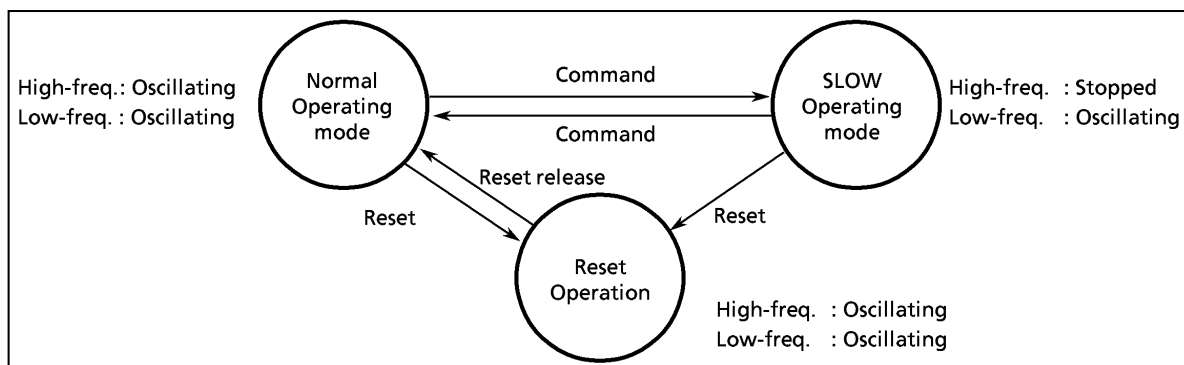 High-freq.: Oscillating
Low-freq. : Oscillating
Normal
Operating
mode
Command
Command
SLOW
Operating
mode
High-freq. : Stopped
Low-freq. : Oscillating
Reset release
Reset
Reset
Reset
Operation
High-freq. : Oscillating
Low-freq. : Oscillating